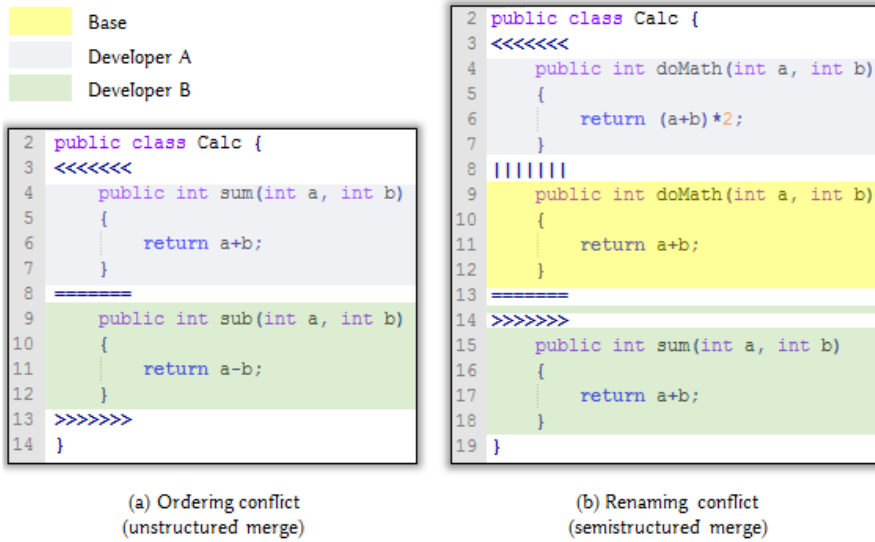 Base
Developer A
Developer B
2 public class Calc {
3 <<<<<<<
4 public int sum(int a, int b)
5 {
6 return a+b;
7 }
8 =======
9 public int sub(int a, int b)
10 {
11 return a-b;
12 }
13 >>>>>>>
14 }
(a) Ordering conflict
(unstructured merge)
2 public class Calc {
3 <<<<<<<
4 public int doMath(int a, int b)
5 {
6 return (a+b)*2;
7 }
8 |||||||
9 public int doMath(int a, int b)
10 {
11 return a+b;
12 }
13 =======
14 >>>>>>>
15 public int sum(int a, int b)
16 {
17 return a+b;
18 }
19 }
(b) Renaming conflict
(semistructured merge)